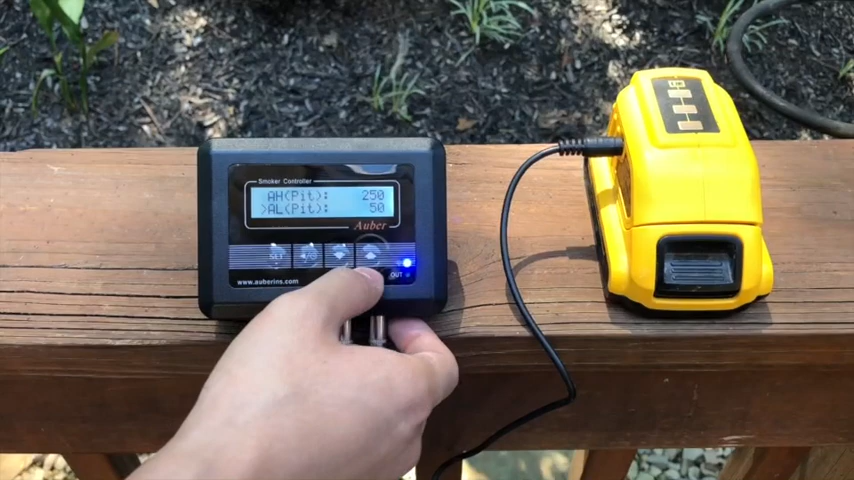 Smoker Controller
AH(Pit): 250
>AL(Pit): 50
Auber
SET
www.auberins.com
OUT